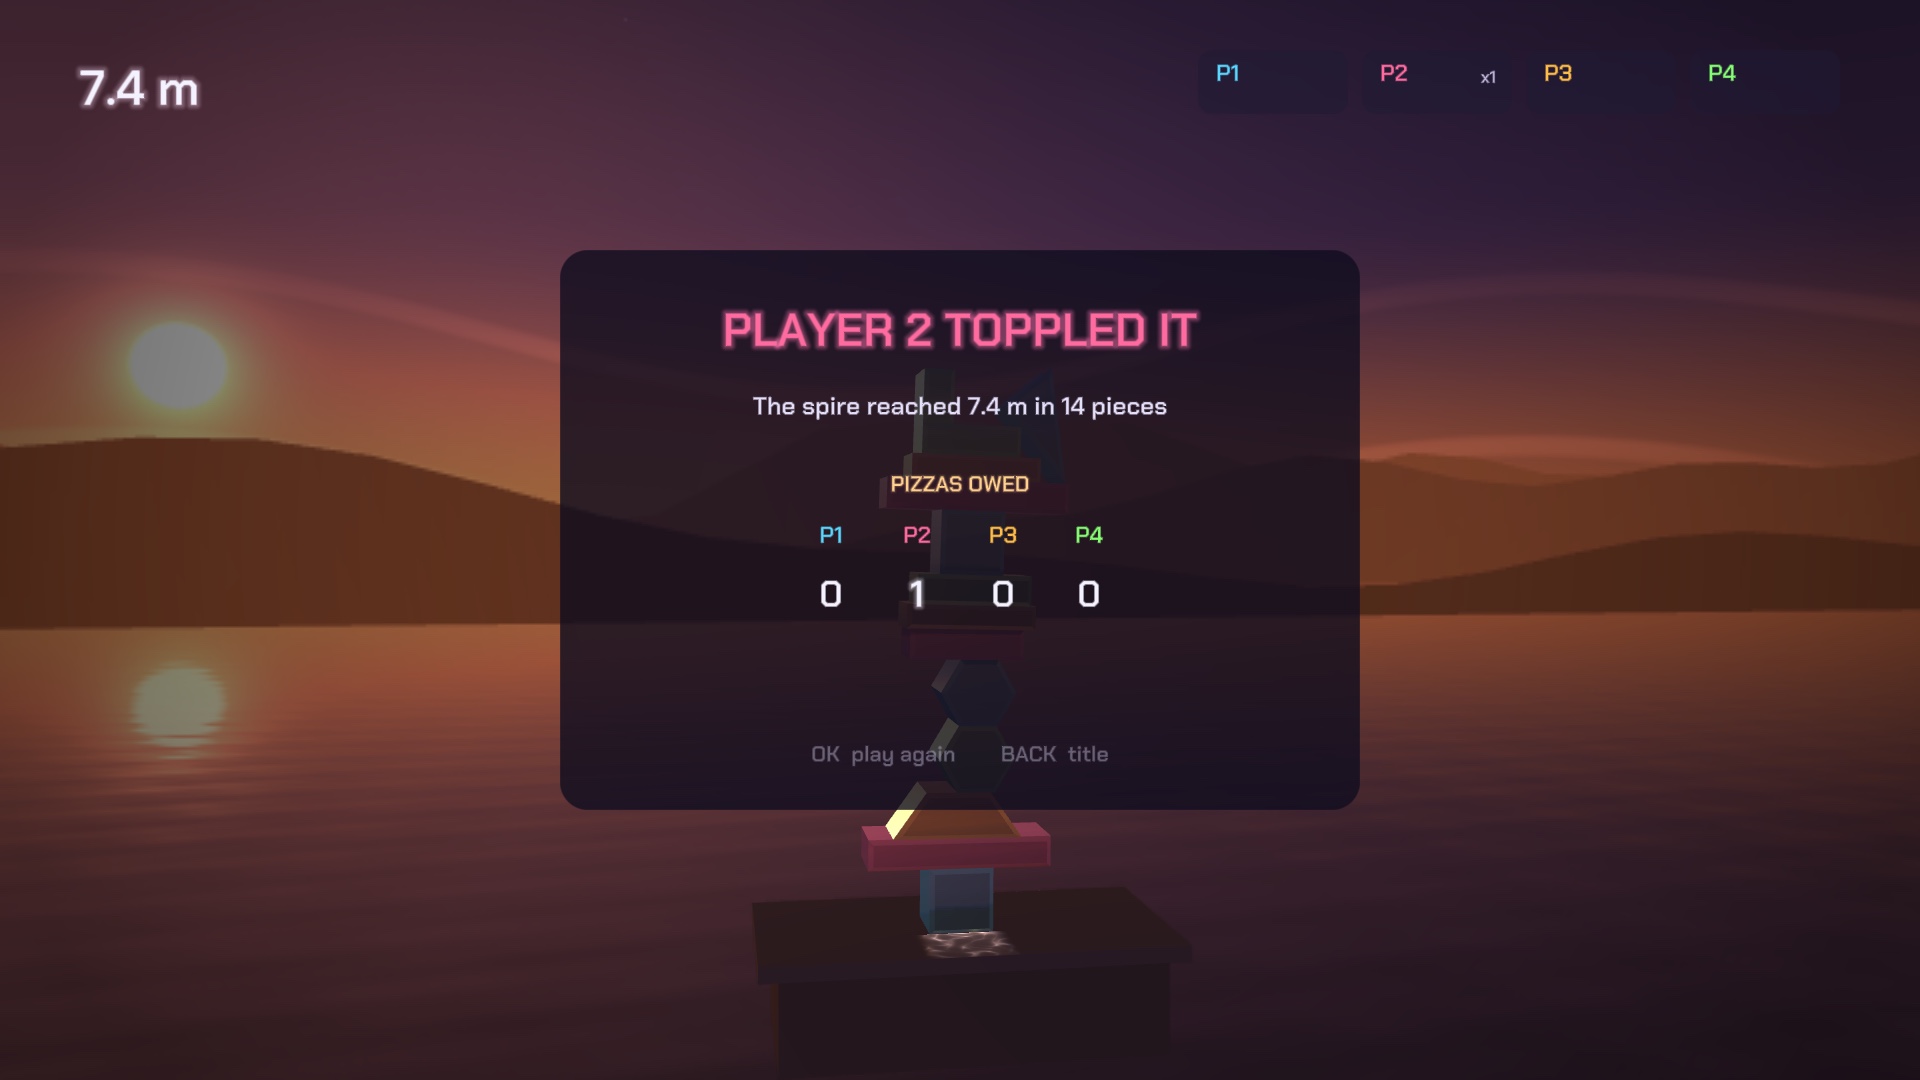 7.4 m
P1 P2 x1 P3 P4
PLAYER 2 TOPPLED IT
The spire reached 7.4 m in 14 pieces
PIZZAS OWED
P1 P2 P3 P4
0 1 0 0
OK play again BACK title